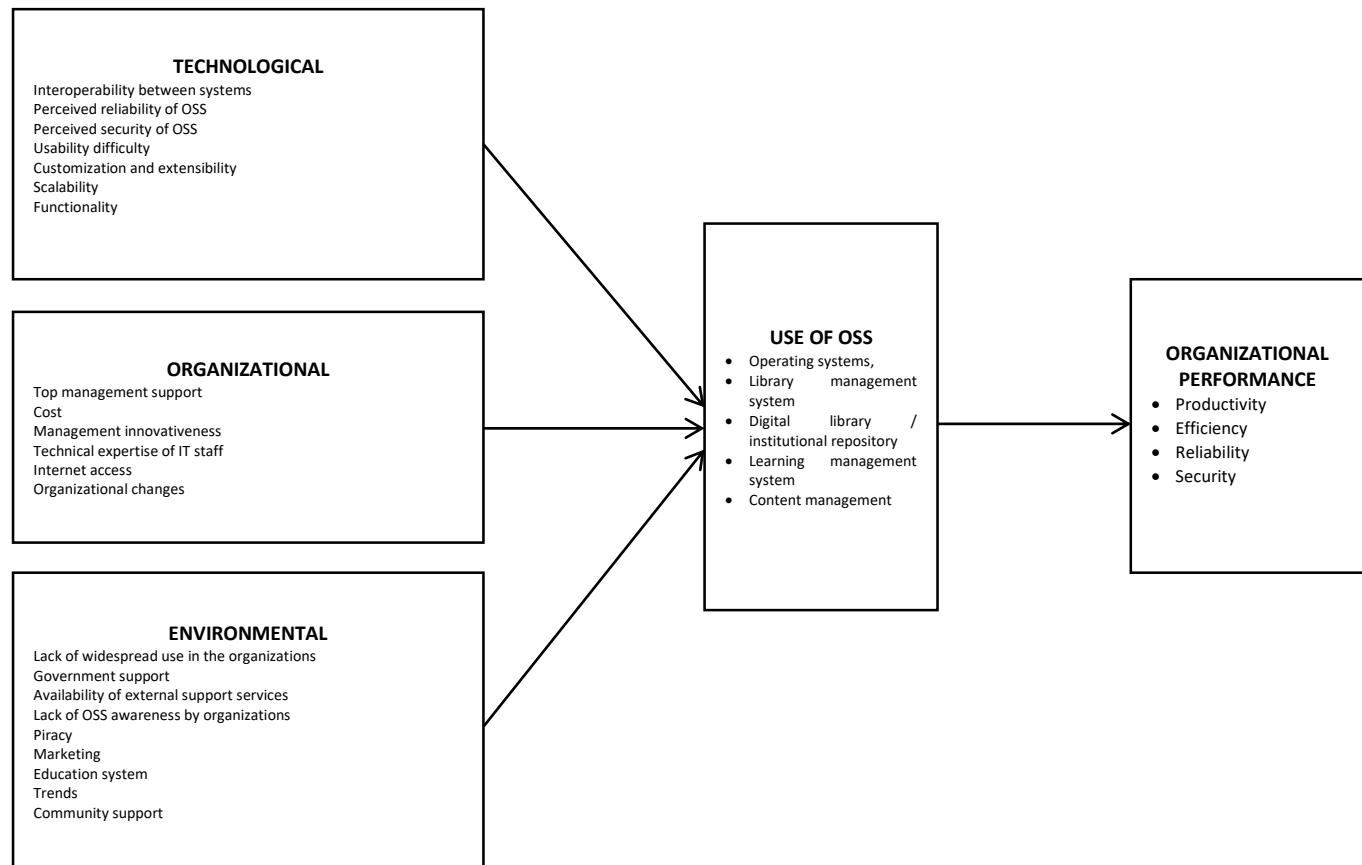 TECHNOLOGICAL
Interoperability between systems
Perceived reliability of OSS
Perceived security of OSS
Usability difficulty
Customization and extensibility
Scalability
Functionality
ORGANIZATIONAL
Top management support
Cost
Management innovativeness
Technical expertise of IT staff
Internet access
Organizational changes
ENVIRONMENTAL
Lack of widespread use in the organizations
Government support
Availability of external support services
Lack of OSS awareness by organizations
Piracy
Marketing
Education system
Trends
Community support
USE OF OSS
• Operating systems,
• Library management
system
• Digital library /
institutional repository
• Learning management
system
• Content management
ORGANIZATIONAL
PERFORMANCE
• Productivity
• Efficiency
• Reliability
• Security